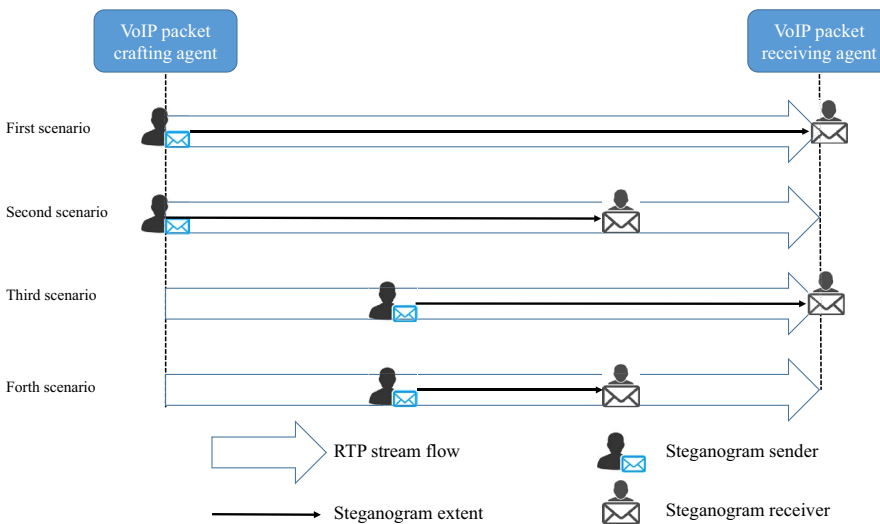 VoIP packet
crafting agent
VoIP packet
receiving agent
First scenario
Second scenario
Third scenario
Forth scenario
RTP stream flow
Steganogram sender
Steganogram extent
Steganogram receiver